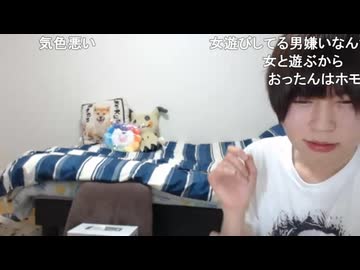 気色悪い
女遊びしてる男嫌いなん
女と遊ぶから
おったんはホモ